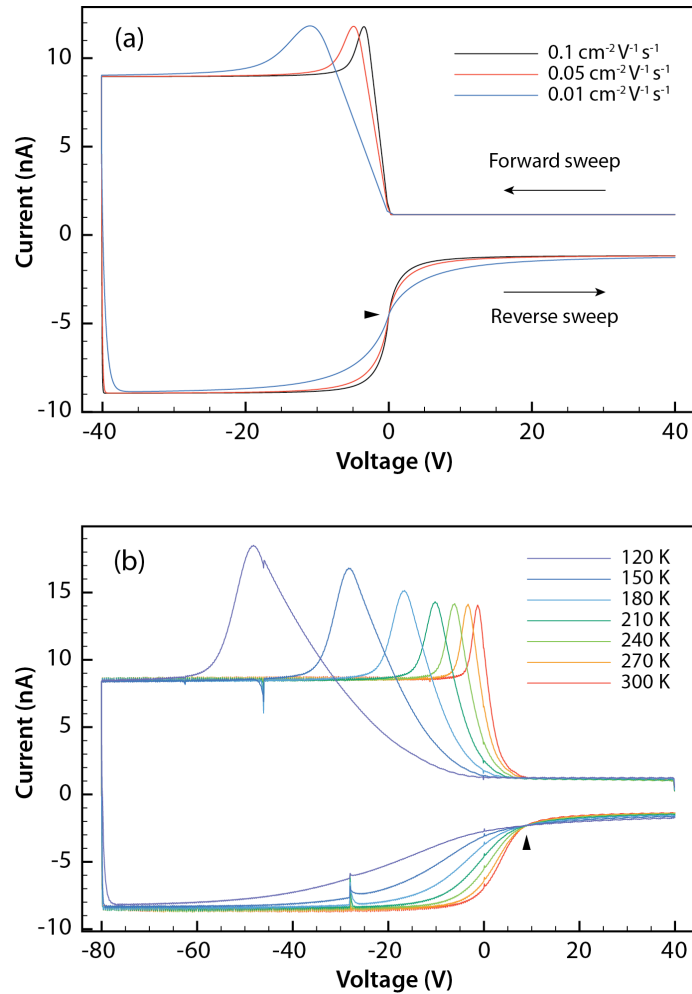 (a)
0.1 cm⁻² V⁻¹ s⁻¹
0.05 cm⁻² V⁻¹ s⁻¹
0.01 cm⁻² V⁻¹ s⁻¹
Forward sweep
Reverse sweep
Current (nA)
10
5
0
-5
-10
-40
-20
0
20
40
Voltage (V)
(b)
120 K
150 K
180 K
210 K
240 K
270 K
300 K
Current (nA)
15
10
5
0
-5
-10
-80
-60
-40
-20
0
20
40
Voltage (V)